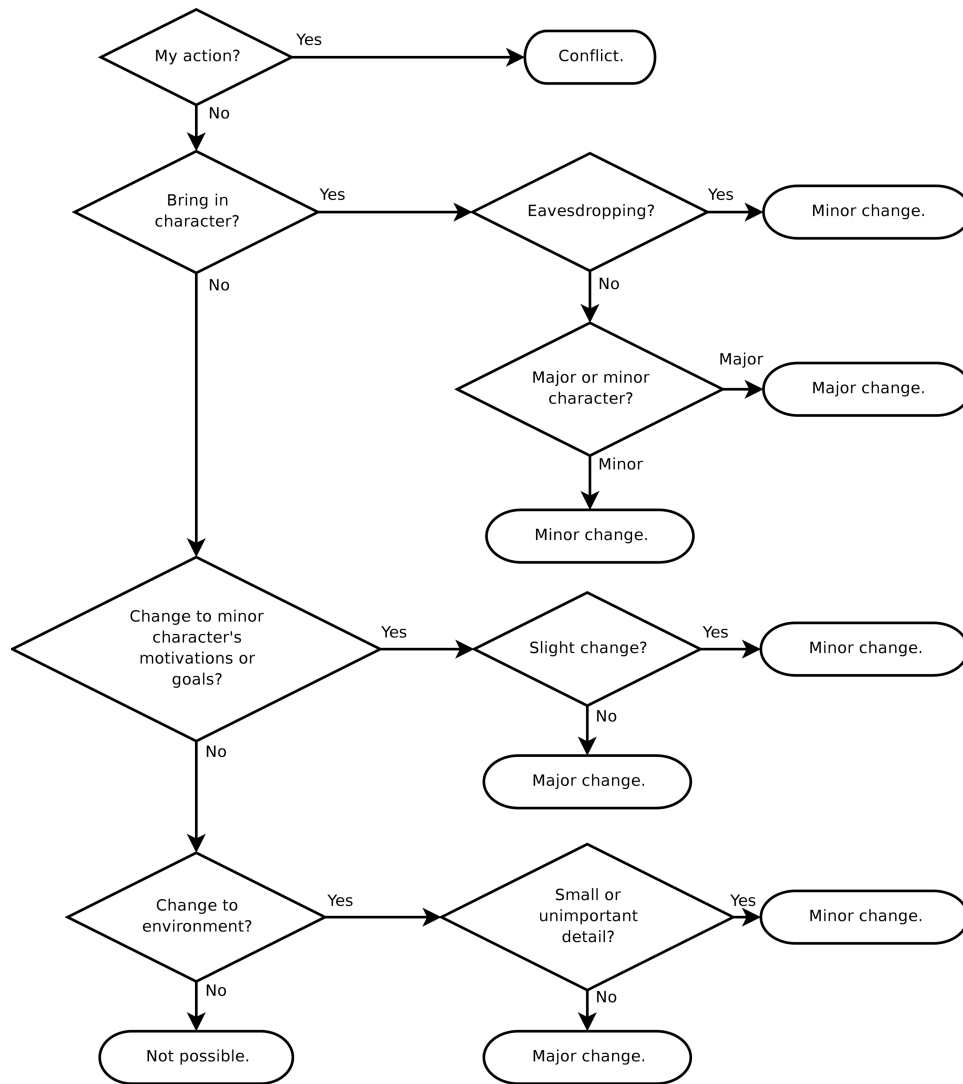 My action?
Yes
Conflict.
No
Bring in
character?
Yes
Eavesdropping?
Yes
Minor change.
No
No
Major or minor
character?
Major
Major change.
Minor
Minor change.
Change to minor
character's
motivations or
goals?
Yes
Slight change?
Yes
Minor change.
No
Major change.
No
Change to
environment?
Yes
Small or
unimportant
detail?
Yes
Minor change.
No
Not possible.
No
Major change.